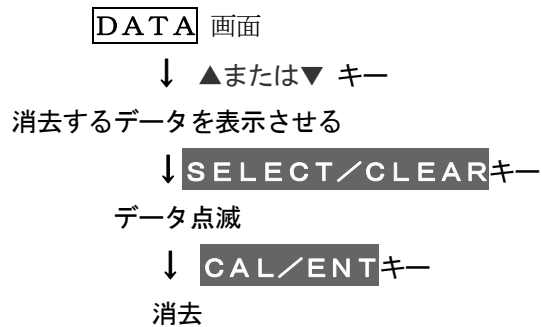 ＤＡＴＡ 画面
↓ ▲または▼ キー
消去するデータを表示させる
↓ＳＥＬＥＣＴ／ＣＬＥＡＲキー
データ点滅
↓ ＣＡＬ／ＥＮＴキー
消去